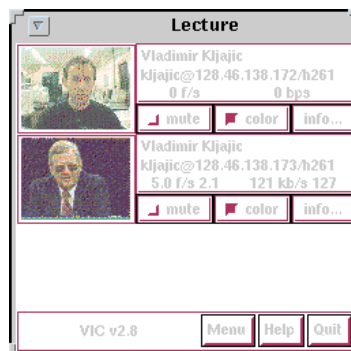 Lecture
Vladimir Kljajic
kljajic@128.46.138.172/h261
0 f/s 0 bps
mute color info...
Vladimir Kljajic
kljajic@128.46.138.173/h261
5.0 f/s 2.1 121 kb/s 127
mute color info...
VIC v2.8 Menu Help Quit